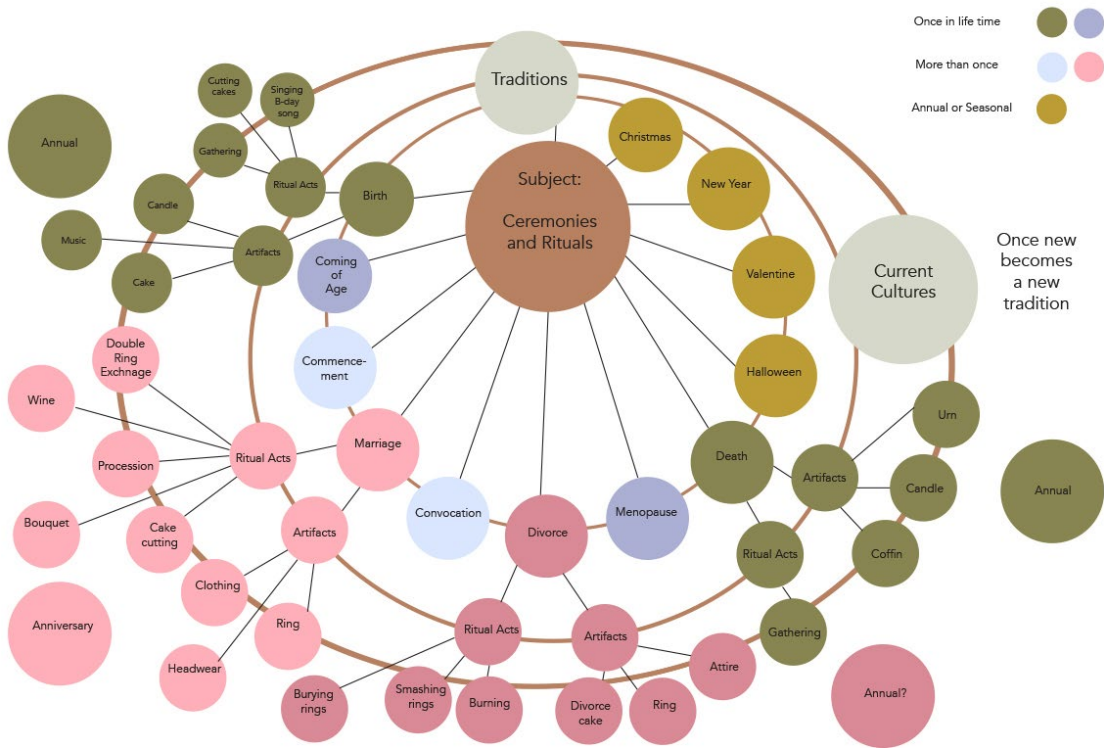 Once in life time
More than once
Annual or Seasonal
Traditions
Cutting
cakes
Singing
B-day
song
Annual
Gathering
Ritual Acts
Birth
Christmas
New Year
Subject:
Ceremonies
and Rituals
Candle
Music
Artifacts
Cake
Coming
of
Age
Valentine
Current
Cultures
Once new
becomes
a new
tradition
Double
Ring
Exchnage
Commence-
ment
Halloween
Wine
Urn
Marriage
Ritual Acts
Procession
Death
Artifacts
Candle
Annual
Bouquet
Cake
cutting
Artifacts
Convocation
Divorce
Menopause
Ritual Acts
Coffin
Clothing
Anniversary
Ring
Headwear
Ritual Acts
Artifacts
Gathering
Attire
Burying
rings
Smashing
rings
Burning
Divorce
cake
Ring
Annual?